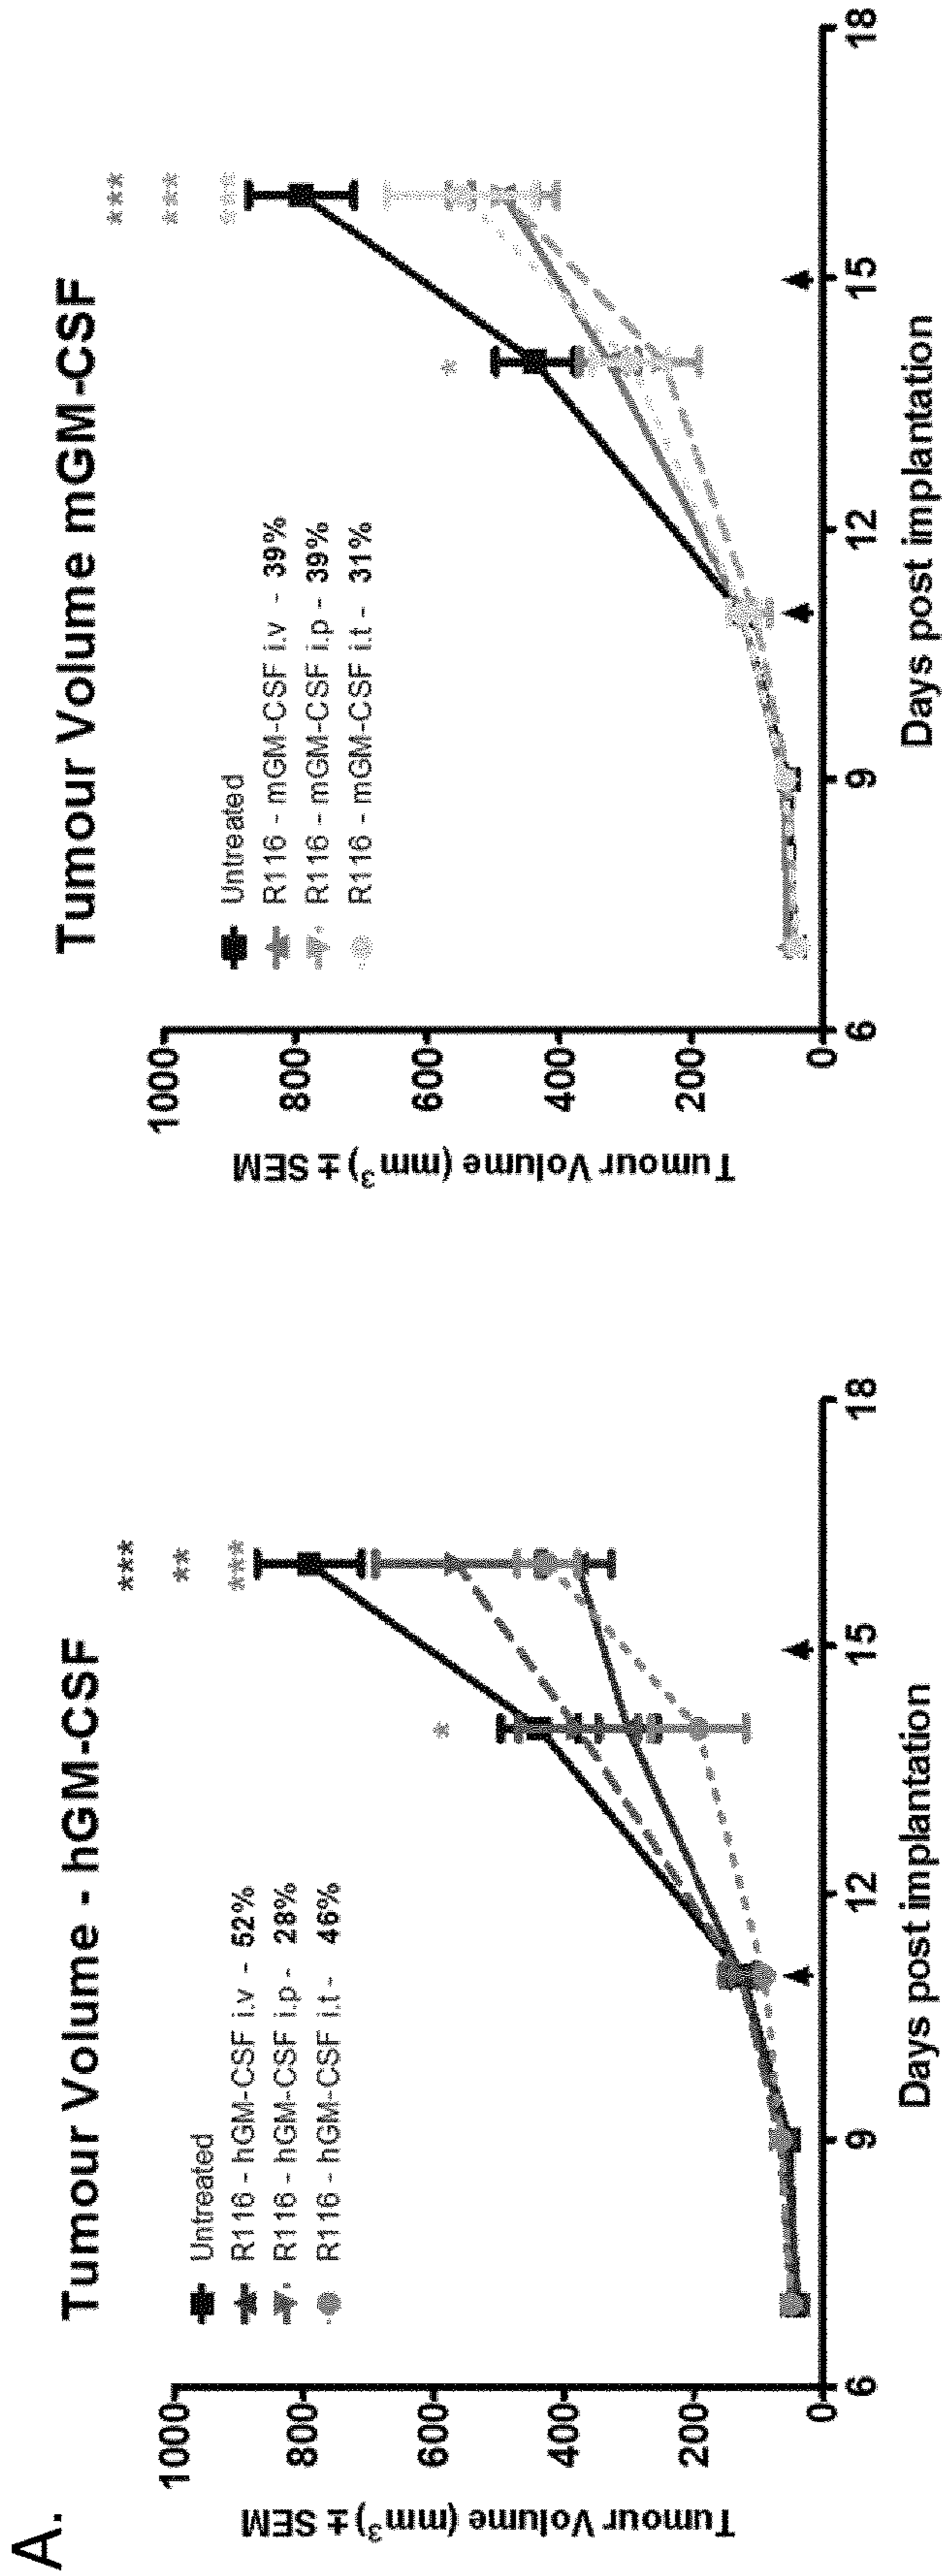 A.
Tumour Volume - hGM-CSF
Untreated
R116 - hGM-CSF i.v - 52%
R116 - hGM-CSF i.p - 28%
R116 - hGM-CSF i.t - 46%
***
**
***
*
Tumour Volume (mm³) ± SEM
1000
800
600
400
200
0
6
9
12
15
18
Days post implantation
Tumour Volume mGM-CSF
Untreated
R116 - mGM-CSF i.v - 39%
R116 - mGM-CSF i.p - 39%
R116 - mGM-CSF i.t - 31%
***
***
***
*
Tumour Volume (mm³) ± SEM
1000
800
600
400
200
0
6
9
12
15
18
Days post implantation